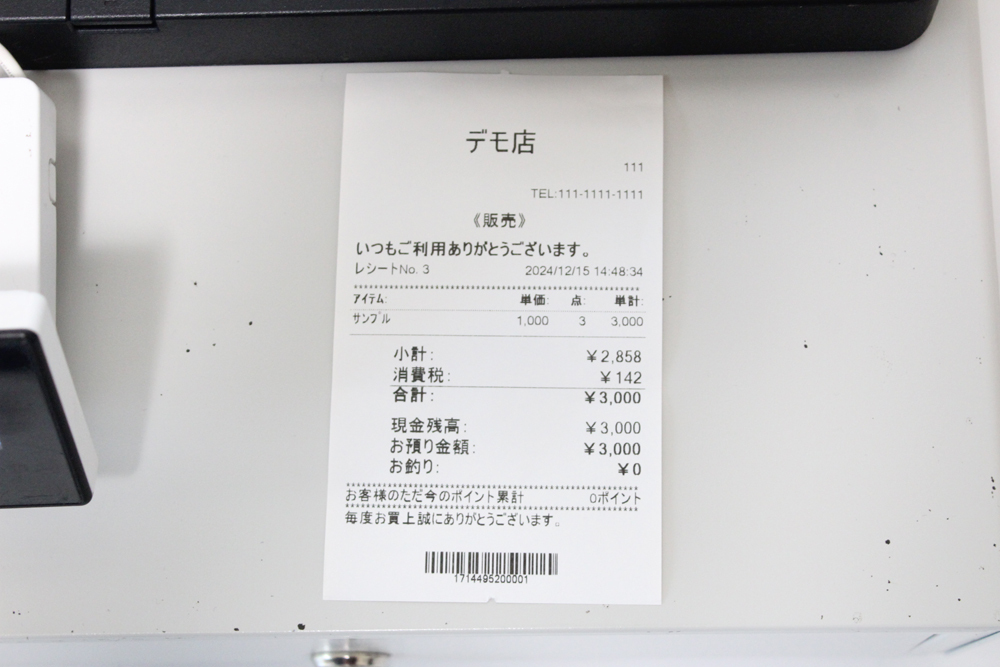 デモ店
111
TEL:111-1111-1111
《販売》
いつもご利用ありがとうございます。
レシートNo. 3 2024/12/15 14:48:34
アイテム: 単価: 点: 単計:
サンプル 1,000 3 3,000
小計: ¥2,858
消費税: ¥142
合計: ¥3,000
現金残高: ¥3,000
お預り金額: ¥3,000
お釣り: ¥0
お客様のただ今のポイント累計 0ポイント
毎度お買上誠にありがとうございます。
1714495200001